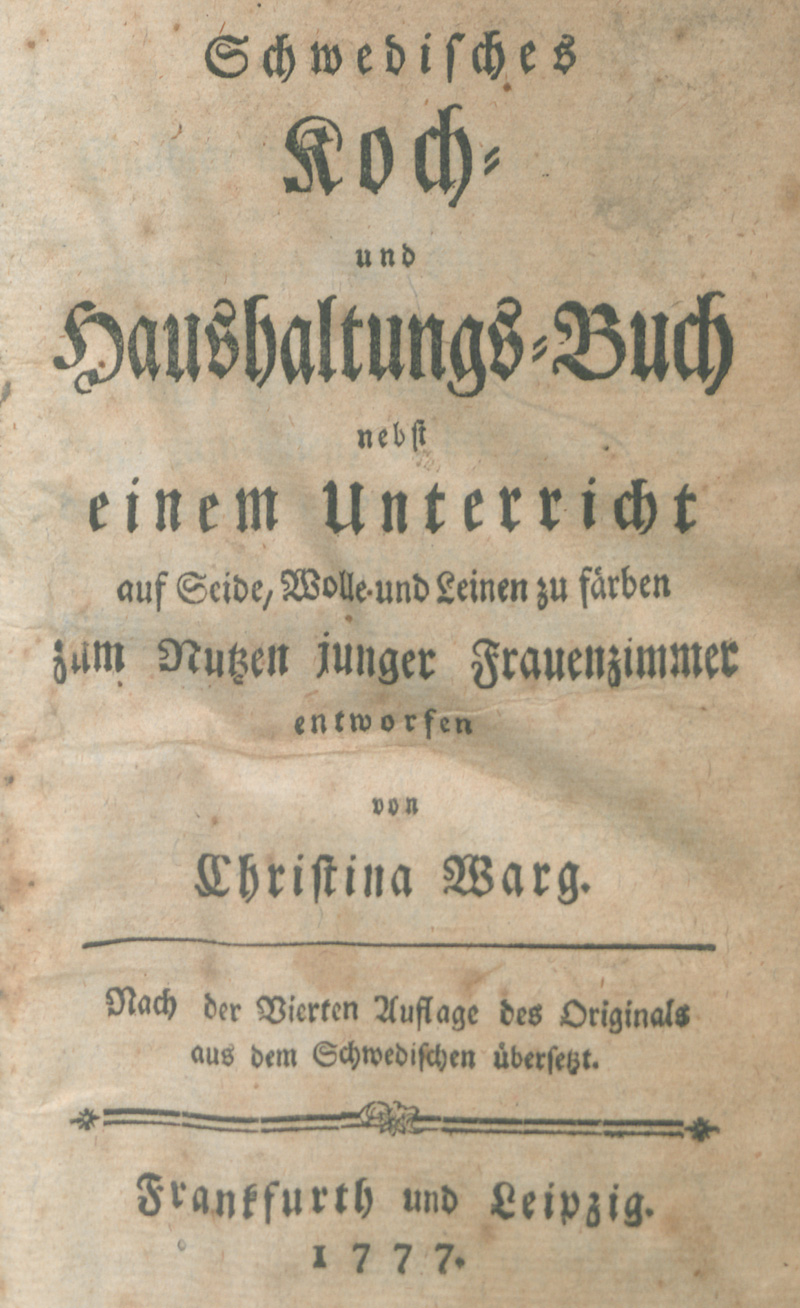 Schwedisches
Koch-
und
Haushaltungs-Buch
nebst
einem Unterricht
auf Seide, Wolle und Leinen zu färben
zum Nutzen junger Frauenzimmer
entworfen
von
Christina Warg.
Nach der Vierten Auflage des Originals
aus dem Schwedischen übersetzt.
Frankfurth und Leipzig.
1777.